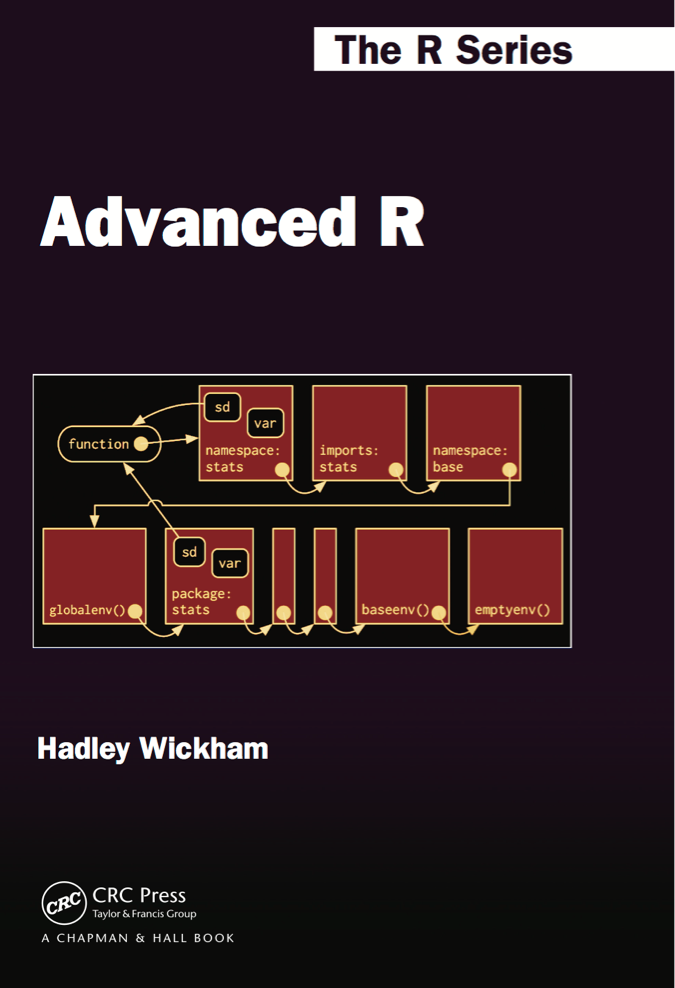 The R Series
Advanced R
sd
var
function
namespace:
stats
imports:
stats
namespace:
base
sd
var
globalenv()
package:
stats
baseenv()
emptyenv()
Hadley Wickham
CRC
CRC Press
Taylor & Francis Group
A CHAPMAN & HALL BOOK